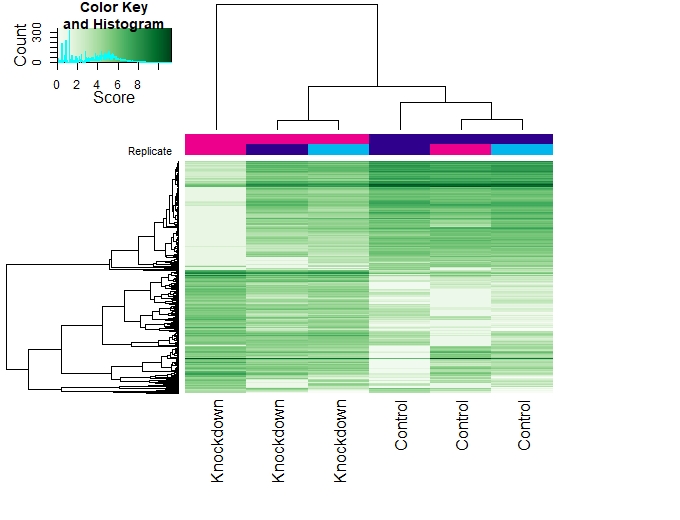 Color Key
and Histogram
Count
0 300
0 2 4 6 8
Score
Replicate
Knockdown
Knockdown
Knockdown
Control
Control
Control